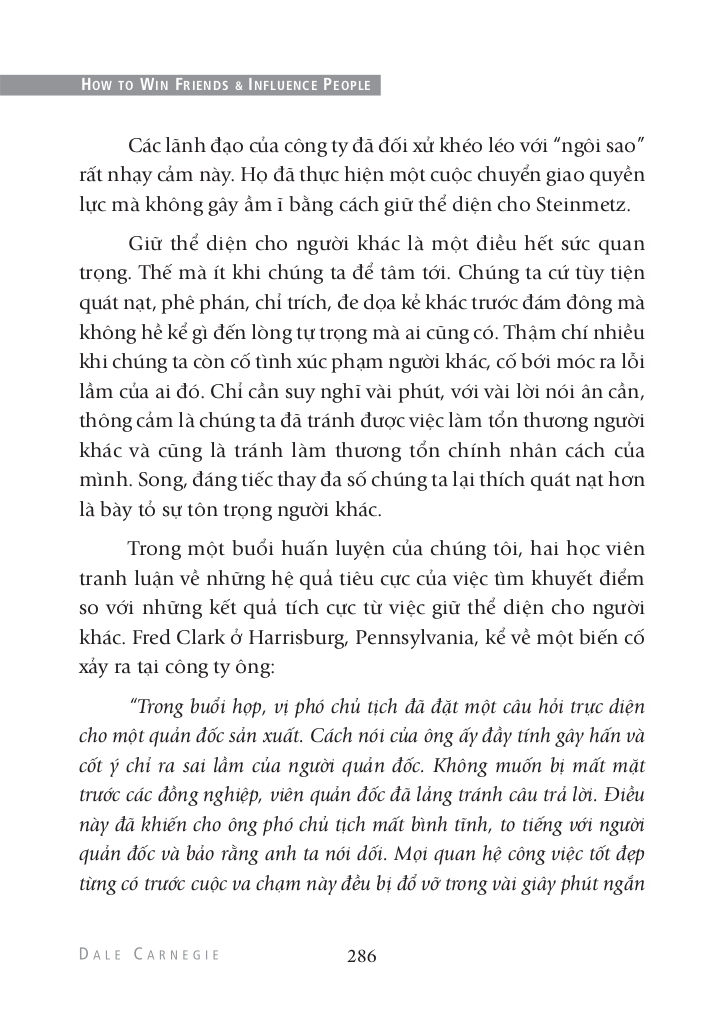 HOW TO WIN FRIENDS & INFLUENCE PEOPLE
Các lãnh đạo của công ty đã đối xử khéo léo với “ngôi sao”
rất nhạy cảm này. Họ đã thực hiện một cuộc chuyển giao quyền
lực mà không gây ầm ĩ bằng cách giữ thể diện cho Steinmetz.
Giữ thể diện cho người khác là một điều hết sức quan
trọng. Thế mà ít khi chúng ta để tâm tới. Chúng ta cứ tùy tiện
quát nạt, phê phán, chỉ trích, đe dọa kẻ khác trước đám đông mà
không hề kể gì đến lòng tự trọng mà ai cũng có. Thậm chí nhiều
khi chúng ta còn cố tình xúc phạm người khác, cố bới móc ra lỗi
lầm của ai đó. Chỉ cần suy nghĩ vài phút, với vài lời nói ân cần,
thông cảm là chúng ta đã tránh được việc làm tổn thương người
khác và cũng là tránh làm thương tổn chính nhân cách của
mình. Song, đáng tiếc thay đa số chúng ta lại thích quát nạt hơn
là bày tỏ sự tôn trọng người khác.
Trong một buổi huấn luyện của chúng tôi, hai học viên
tranh luận về những hệ quả tiêu cực của việc tìm khuyết điểm
so với những kết quả tích cực từ việc giữ thể diện cho người
khác. Fred Clark ở Harrisburg, Pennsylvania, kể về một biến cố
xảy ra tại công ty ông:
“Trong buổi họp, vị phó chủ tịch đã đặt một câu hỏi trực diện
cho một quản đốc sản xuất. Cách nói của ông ấy đầy tính gây hấn và
cốt ý chỉ ra sai lầm của người quản đốc. Không muốn bị mất mặt
trước các đồng nghiệp, viên quản đốc đã lảng tránh câu trả lời. Điều
này đã khiến cho ông phó chủ tịch mất bình tĩnh, to tiếng với người
quản đốc và bảo rằng anh ta nói dối. Mọi quan hệ công việc tốt đẹp
từng có trước cuộc va chạm này đều bị đổ vỡ trong vài giây phút ngắn
DALE CARNEGIE
286